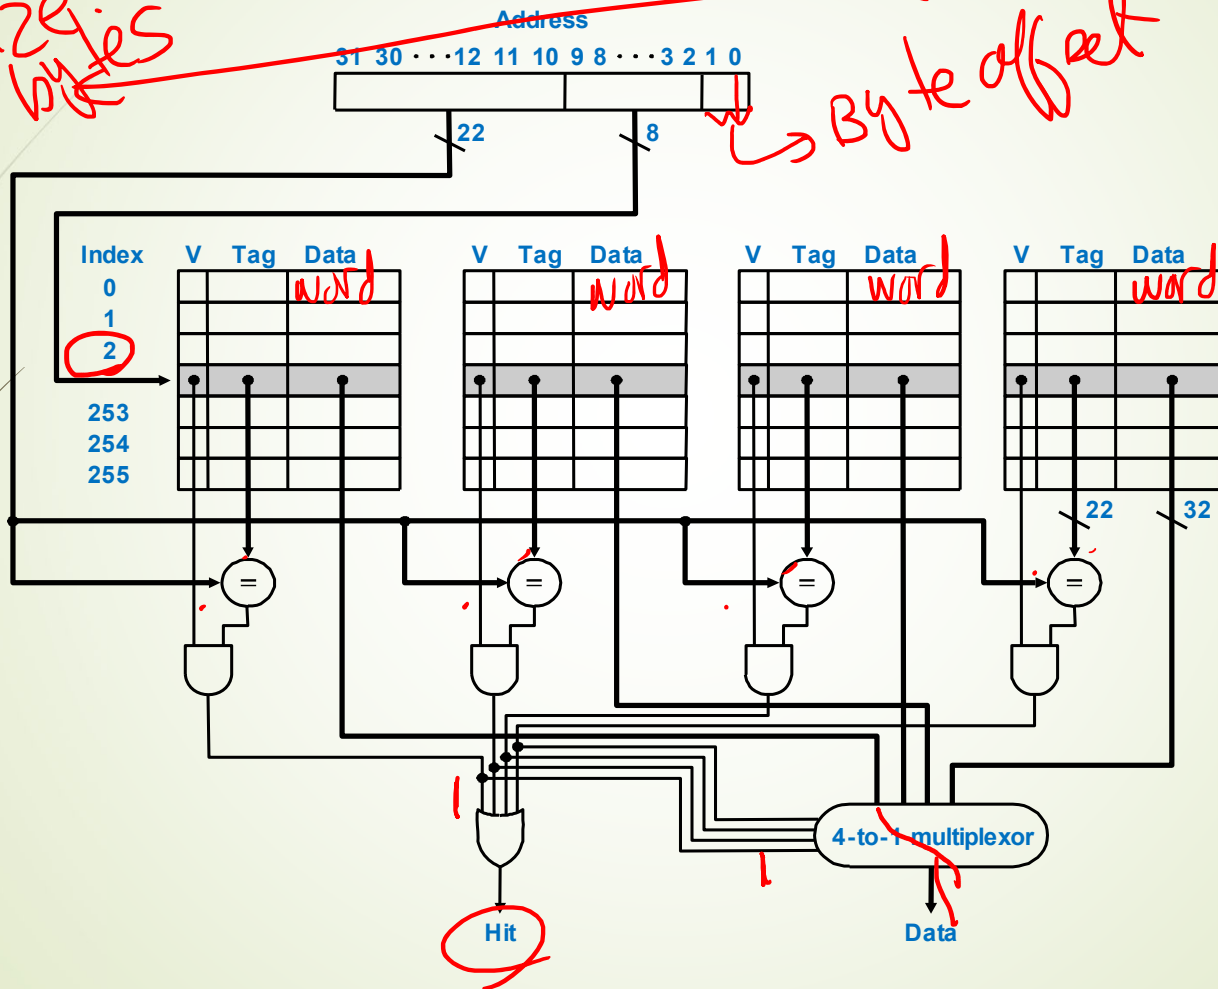 bytes
Address
31 30 ··· 12 11 10 9 8 ··· 3 2 1 0
Byte offset
22
8
Index V Tag Data V Tag Data V Tag Data V Tag Data
0 word word word word
1
2
253
254
255
22 32
= = = =
1
4-to-1 multiplexor
1
Hit Data